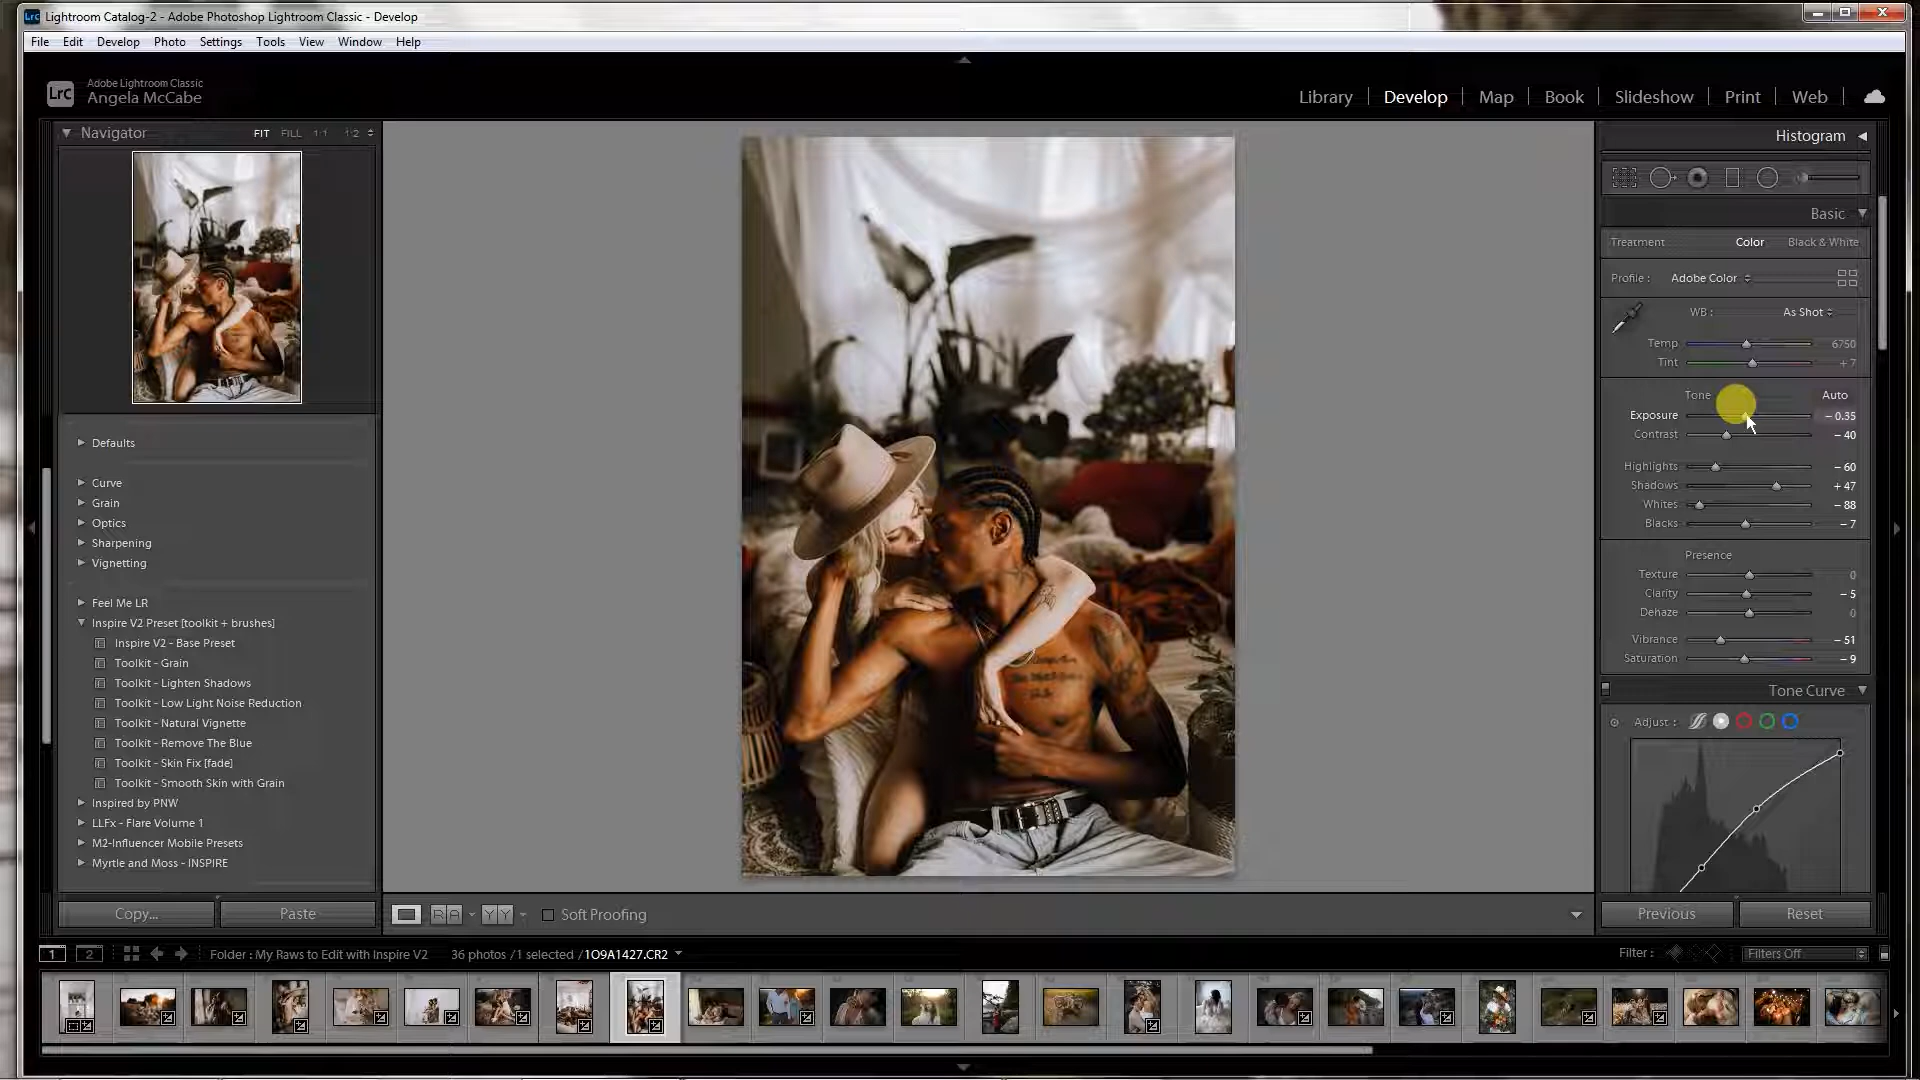 Lightroom Catalog-2 - Adobe Photoshop Lightroom Classic - Develop
File Edit Develop Photo Settings Tools View Window Help
Lrc
Adobe Lightroom Classic
Angela McCabe
Library Develop Map Book Slideshow Print Web
Navigator FIT FILL 1:1 1:2
Defaults
Curve
Grain
Optics
Sharpening
Vignetting
Feel Me LR
Inspire V2 Preset [toolkit + brushes]
Inspire V2 - Base Preset
Toolkit - Grain
Toolkit - Lighten Shadows
Toolkit - Low Light Noise Reduction
Toolkit - Natural Vignette
Toolkit - Remove The Blue
Toolkit - Skin Fix [fade]
Toolkit - Smooth Skin with Grain
Inspired by PNW
LLFx - Flare Volume 1
M2-Influencer Mobile Presets
Myrtle and Moss - INSPIRE
Copy... Paste
Histogram
Basic
Treatment Color Black & White
Profile : Adobe Color
WB : As Shot
Temp 6750
Tint + 7
Tone Auto
Exposure − 0.35
Contrast − 40
Highlights − 60
Shadows + 47
Whites − 88
Blacks − 7
Presence
Texture 0
Clarity − 5
Dehaze 0
Vibrance − 51
Saturation − 9
Tone Curve
Adjust :
Previous Reset
R A Y Y Soft Proofing
1 2 Folder : My Raws to Edit with Inspire V2 36 photos /1 selected /1O9A1427.CR2 Filter : Filters Off